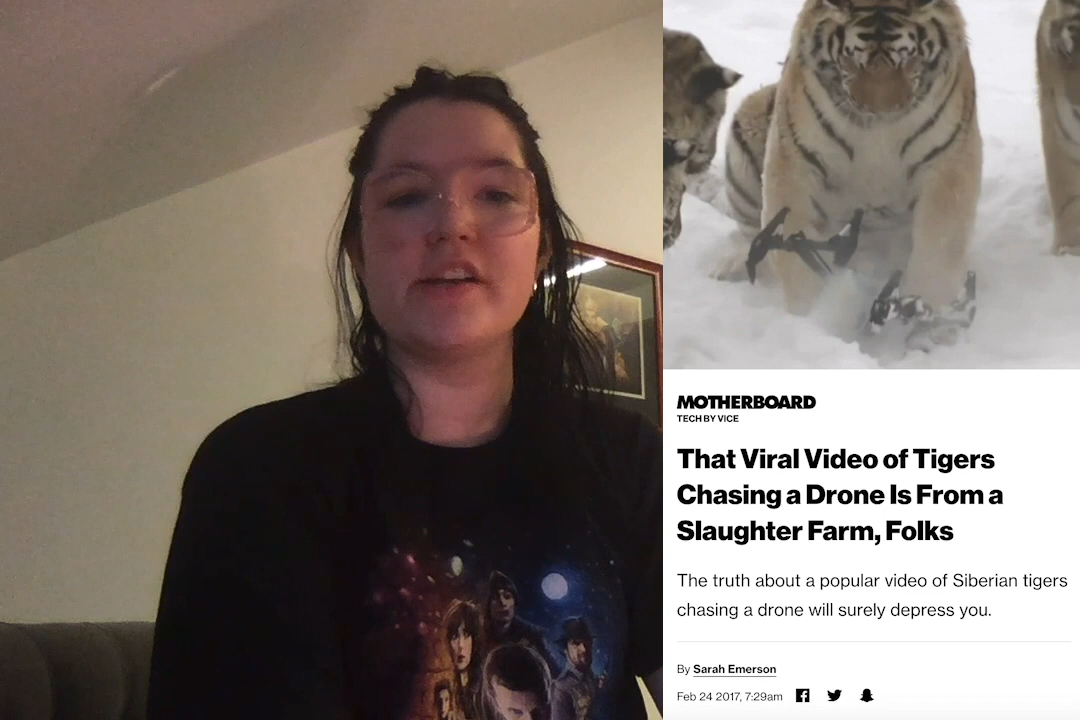 MOTHERBOARD
TECH BY VICE
That Viral Video of Tigers
Chasing a Drone Is From a
Slaughter Farm, Folks
The truth about a popular video of Siberian tigers
chasing a drone will surely depress you.
By Sarah Emerson
Feb 24 2017, 7:29am